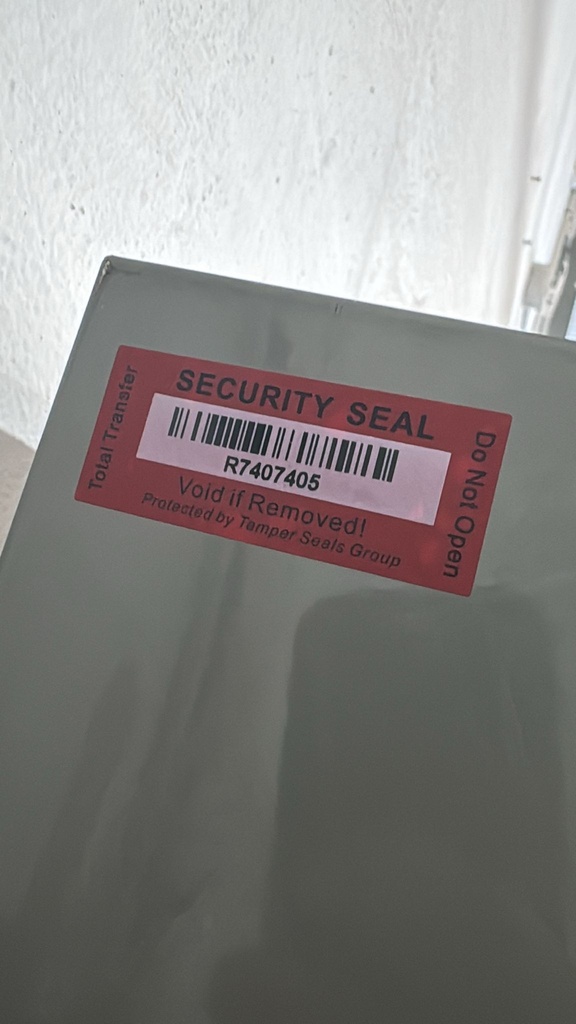 SECURITY SEAL
Total Transfer
R7407405
Do Not Open
Void if Removed!
Protected by Tamper Seals Group